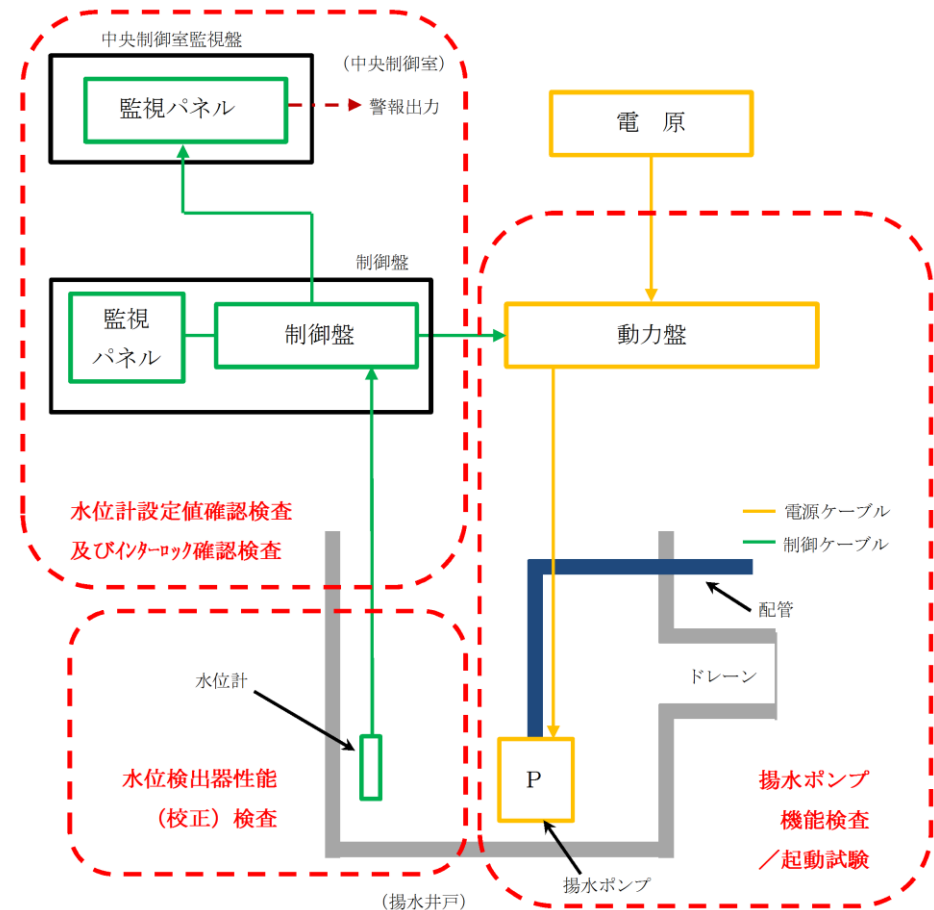 中央制御室監視盤
(中央制御室)
監視パネル
警報出力
電　原
制御盤
監視
パネル
制御盤
動力盤
水位計設定値確認検査
及びインターロック確認検査
電源ケーブル
制御ケーブル
配管
水位計
ドレーン
水位検出器性能
（校正）検査
P
揚水ポンプ
機能検査
／起動試験
揚水ポンプ
(揚水井戸)